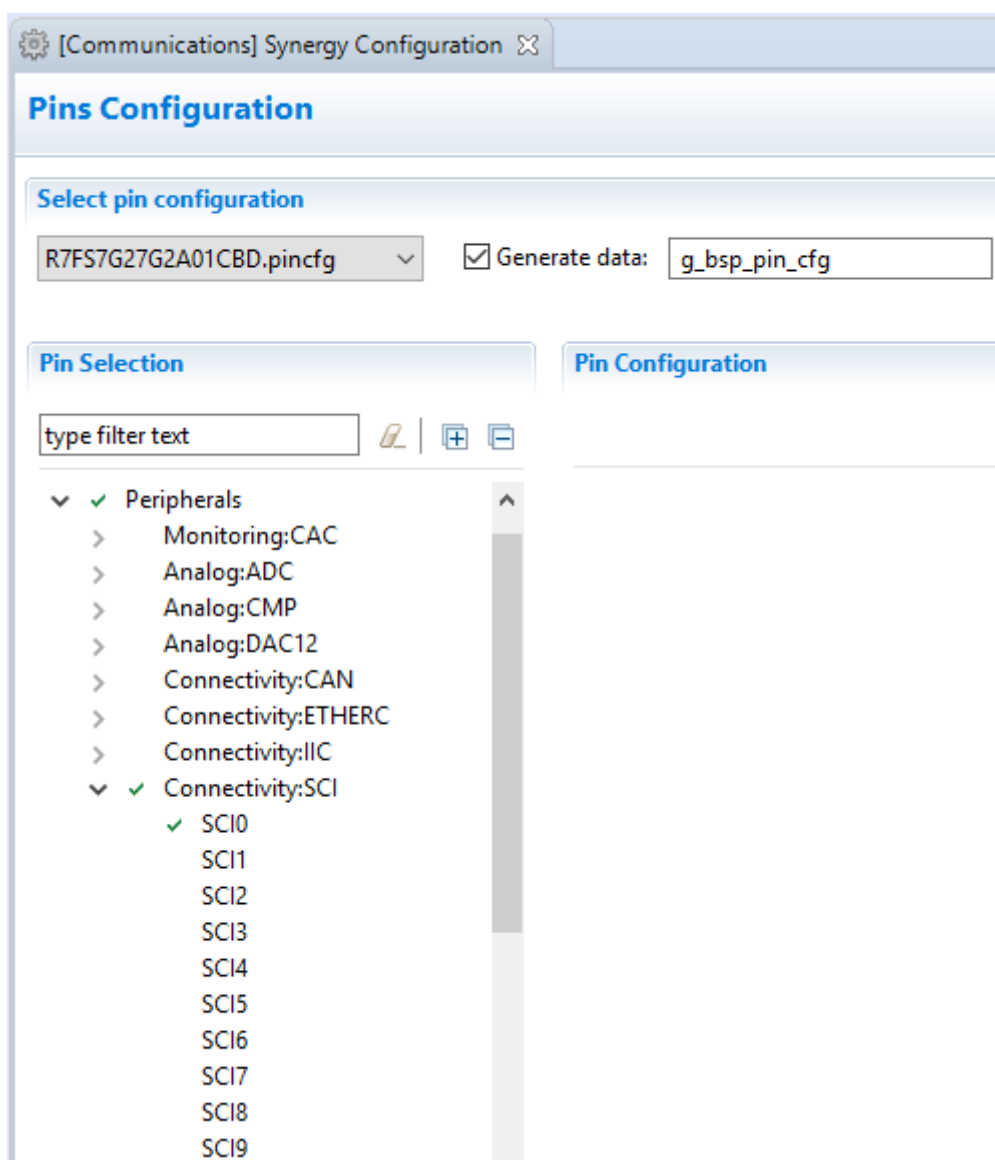 [Communications] Synergy Configuration
Pins Configuration
Select pin configuration
R7FS7G27G2A01CBD.pincfg Generate data: g_bsp_pin_cfg
Pin Selection Pin Configuration
type filter text
Peripherals
Monitoring:CAC
Analog:ADC
Analog:CMP
Analog:DAC12
Connectivity:CAN
Connectivity:ETHERC
Connectivity:IIC
Connectivity:SCI
SCI0
SCI1
SCI2
SCI3
SCI4
SCI5
SCI6
SCI7
SCI8
SCI9